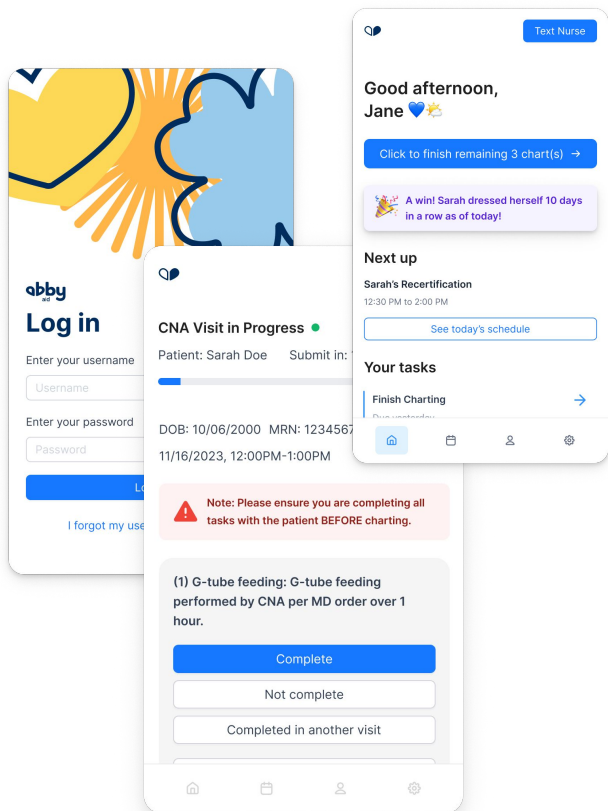 abby
aid
Log in
Enter your username
Username
Enter your password
Password
I forgot my
CNA Visit in Progress
Patient: Sarah Doe Submit in:
DOB: 10/06/2000 MRN: 1234567
11/16/2023, 12:00PM-1:00PM
Note: Please ensure you are completing all
tasks with the patient BEFORE charting.
(1) G-tube feeding: G-tube feeding
performed by CNA per MD order over 1
hour.
Complete
Not complete
Completed in another visit
Text Nurse
Good afternoon,
Jane 💙🌤️
Click to finish remaining 3 chart(s) →
A win! Sarah dressed herself 10 days
in a row as of today!
Next up
Sarah's Recertification
12:30 PM to 2:00 PM
See today's schedule
Your tasks
Finish Charting
Due yesterday